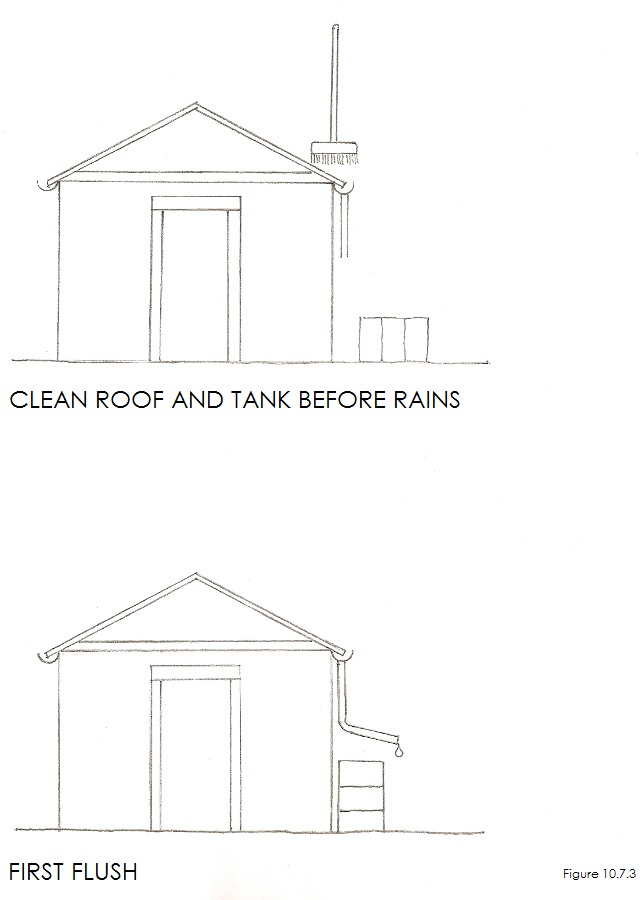 CLEAN ROOF AND TANK BEFORE RAINS
FIRST FLUSH
Figure 10.7.3